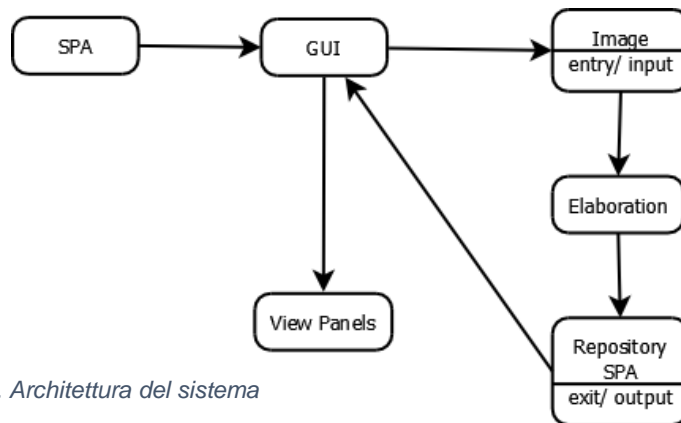 SPA
GUI
Image
entry/ input
Elaboration
View Panels
Repository
SPA
exit/ output
. Architettura del sistema